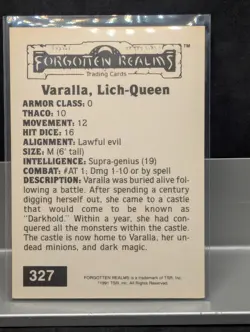 FORGOTTEN REALMS™
Trading Cards
Varalla, Lich-Queen
ARMOR CLASS: 0
THACO: 10
MOVEMENT: 12
HIT DICE: 16
ALIGNMENT: Lawful evil
SIZE: M (6' tall)
INTELLIGENCE: Supra-genius (19)
COMBAT: #AT 1; Dmg 1-10 or by spell
DESCRIPTION: Varalla was buried alive fol-
lowing a battle. After spending a century
digging herself out, she came to a castle
that would come to be known as
"Darkhold." Within a year, she had con-
quered all the monsters within the castle.
The castle is now home to Varalla, her un-
dead minions, and dark magic.
327
FORGOTTEN REALMS is a trademark of TSR, Inc.
©1991 TSR, Inc. All Rights Reserved.